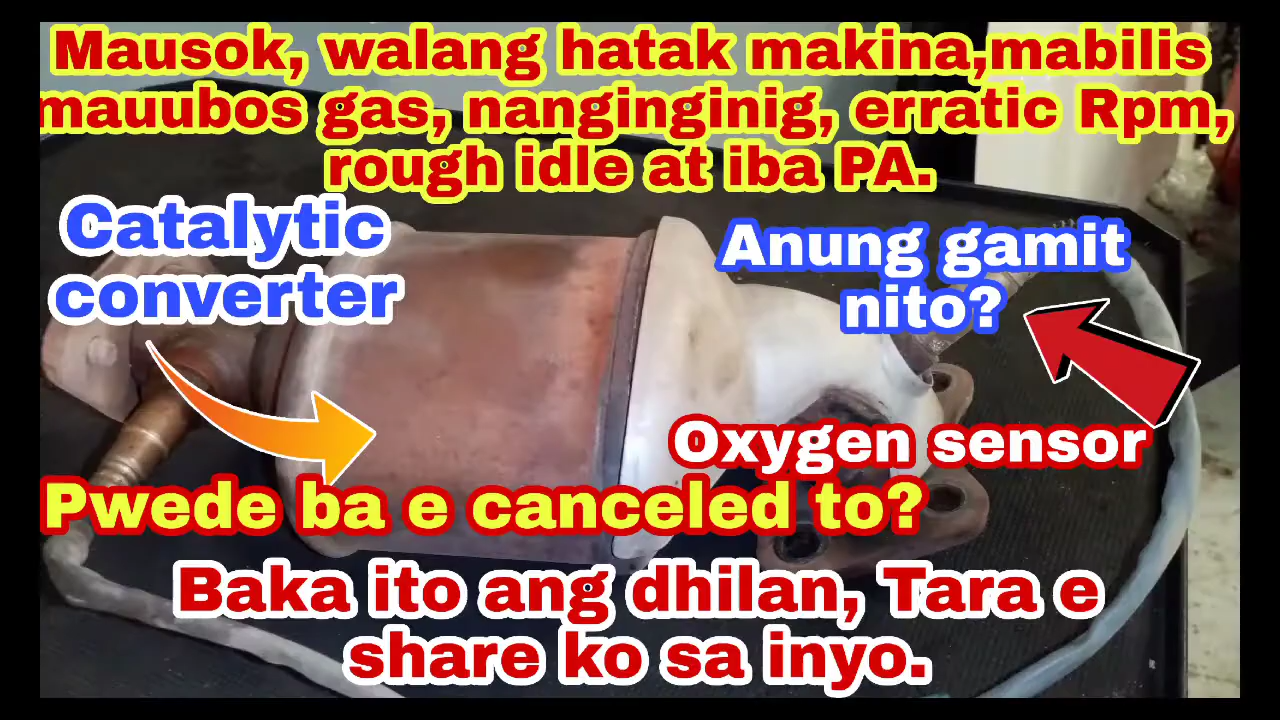 Mausok, walang hatak makina,mabilis
mauubos gas, nanginginig, erratic Rpm,
rough idle at iba PA.
Catalytic
converter
Anung gamit
nito?
Oxygen sensor
Pwede ba e canceled to?
Baka ito ang dhilan, Tara e
share ko sa inyo.